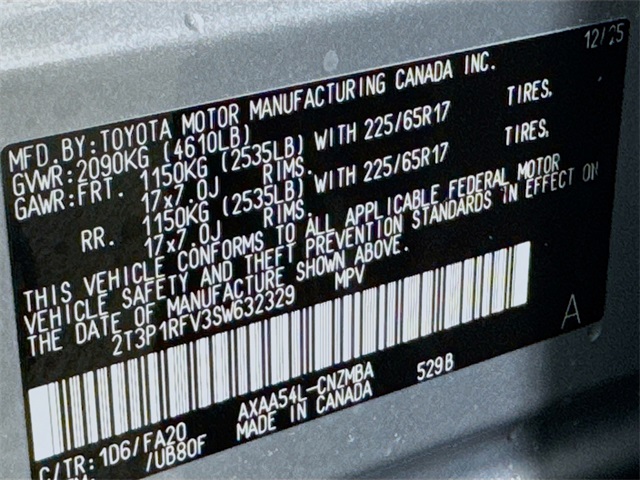 12/25
MFD.BY:TOYOTA MOTOR MANUFACTURING CANADA INC.
GVWR:2090KG (4610LB)
GAWR:FRT. 1150KG (2535LB) WITH 225/65R17 TIRES,
17x7.0J RIMS.
RR. 1150KG (2535LB) WITH 225/65R17 TIRES,
17x7.0J RIMS.
THIS VEHICLE CONFORMS TO ALL APPLICABLE FEDERAL MOTOR
VEHICLE SAFETY AND THEFT PREVENTION STANDARDS IN EFFECT ON
THE DATE OF MANUFACTURE SHOWN ABOVE.
2T3P1RFV3SW632329 MPV
A
AXAA54L-CNZMBA 529B
C/TR:1D6/FA20 MADE IN CANADA
/UB80F